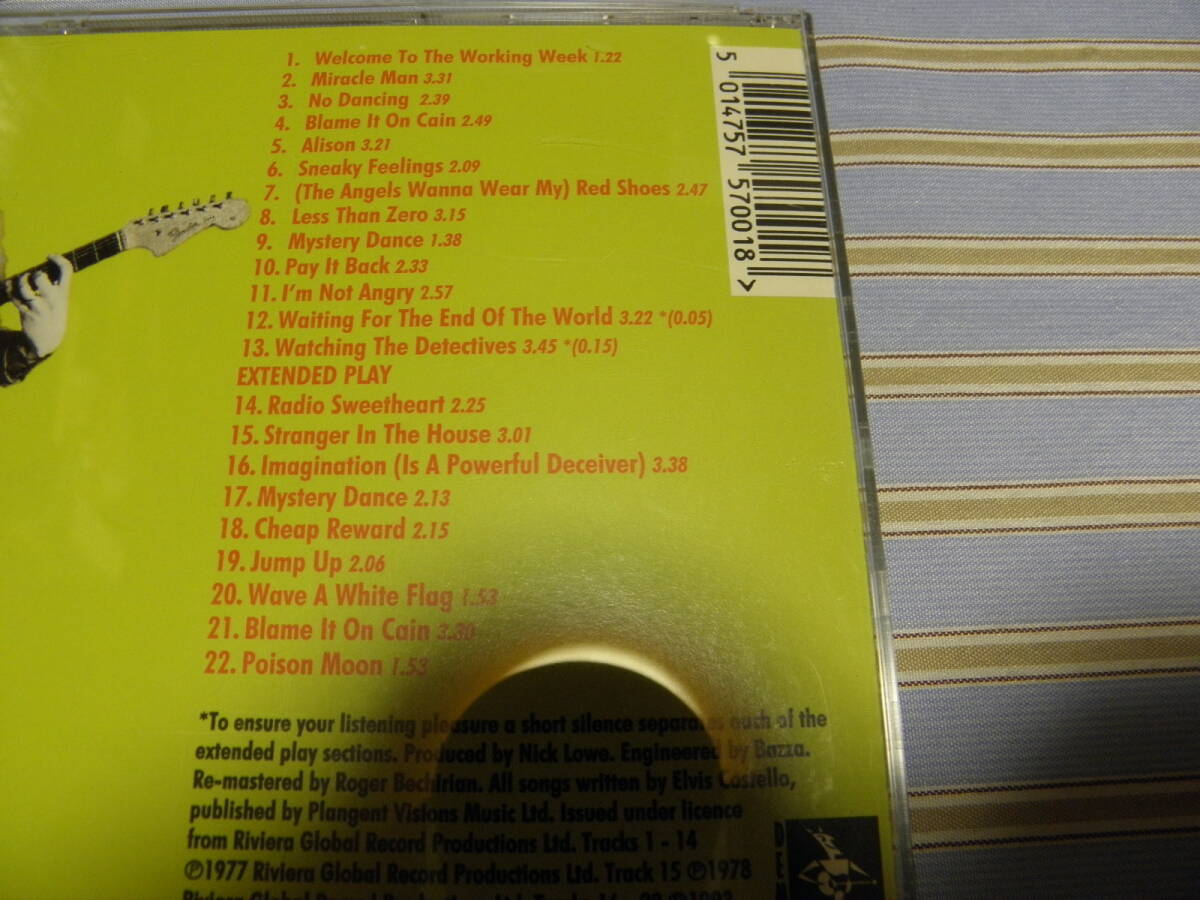 1. Welcome To The Working Week 1.22
2. Miracle Man 3.31
3. No Dancing 2.39
4. Blame It On Cain 2.49
5. Alison 3.21
6. Sneaky Feelings 2.09
7. (The Angels Wanna Wear My) Red Shoes 2.47
8. Less Than Zero 3.15
9. Mystery Dance 1.38
10. Pay It Back 2.33
11. I'm Not Angry 2.57
12. Waiting For The End Of The World 3.22 *(0.05)
13. Watching The Detectives 3.45 *(0.15)
EXTENDED PLAY
14. Radio Sweetheart 2.25
15. Stranger In The House 3.01
16. Imagination (Is A Powerful Deceiver) 3.38
17. Mystery Dance 2.13
18. Cheap Reward 2.15
19. Jump Up 2.06
20. Wave A White Flag 1.53
21. Blame It On Cain 3.30
22. Poison Moon 1.53
*To ensure your listening pleasure a short silence separates each of the
extended play sections. Produced by Nick Lowe. Engineered by Bazza.
Re-mastered by Roger Bechirian. All songs written by Elvis Costello,
published by Plangent Visions Music Ltd. Issued under licence
from Riviera Global Record Productions Ltd. Tracks 1 - 14
℗1977 Riviera Global Record Productions Ltd. Track 15 ℗1978
5 014757 570018 >